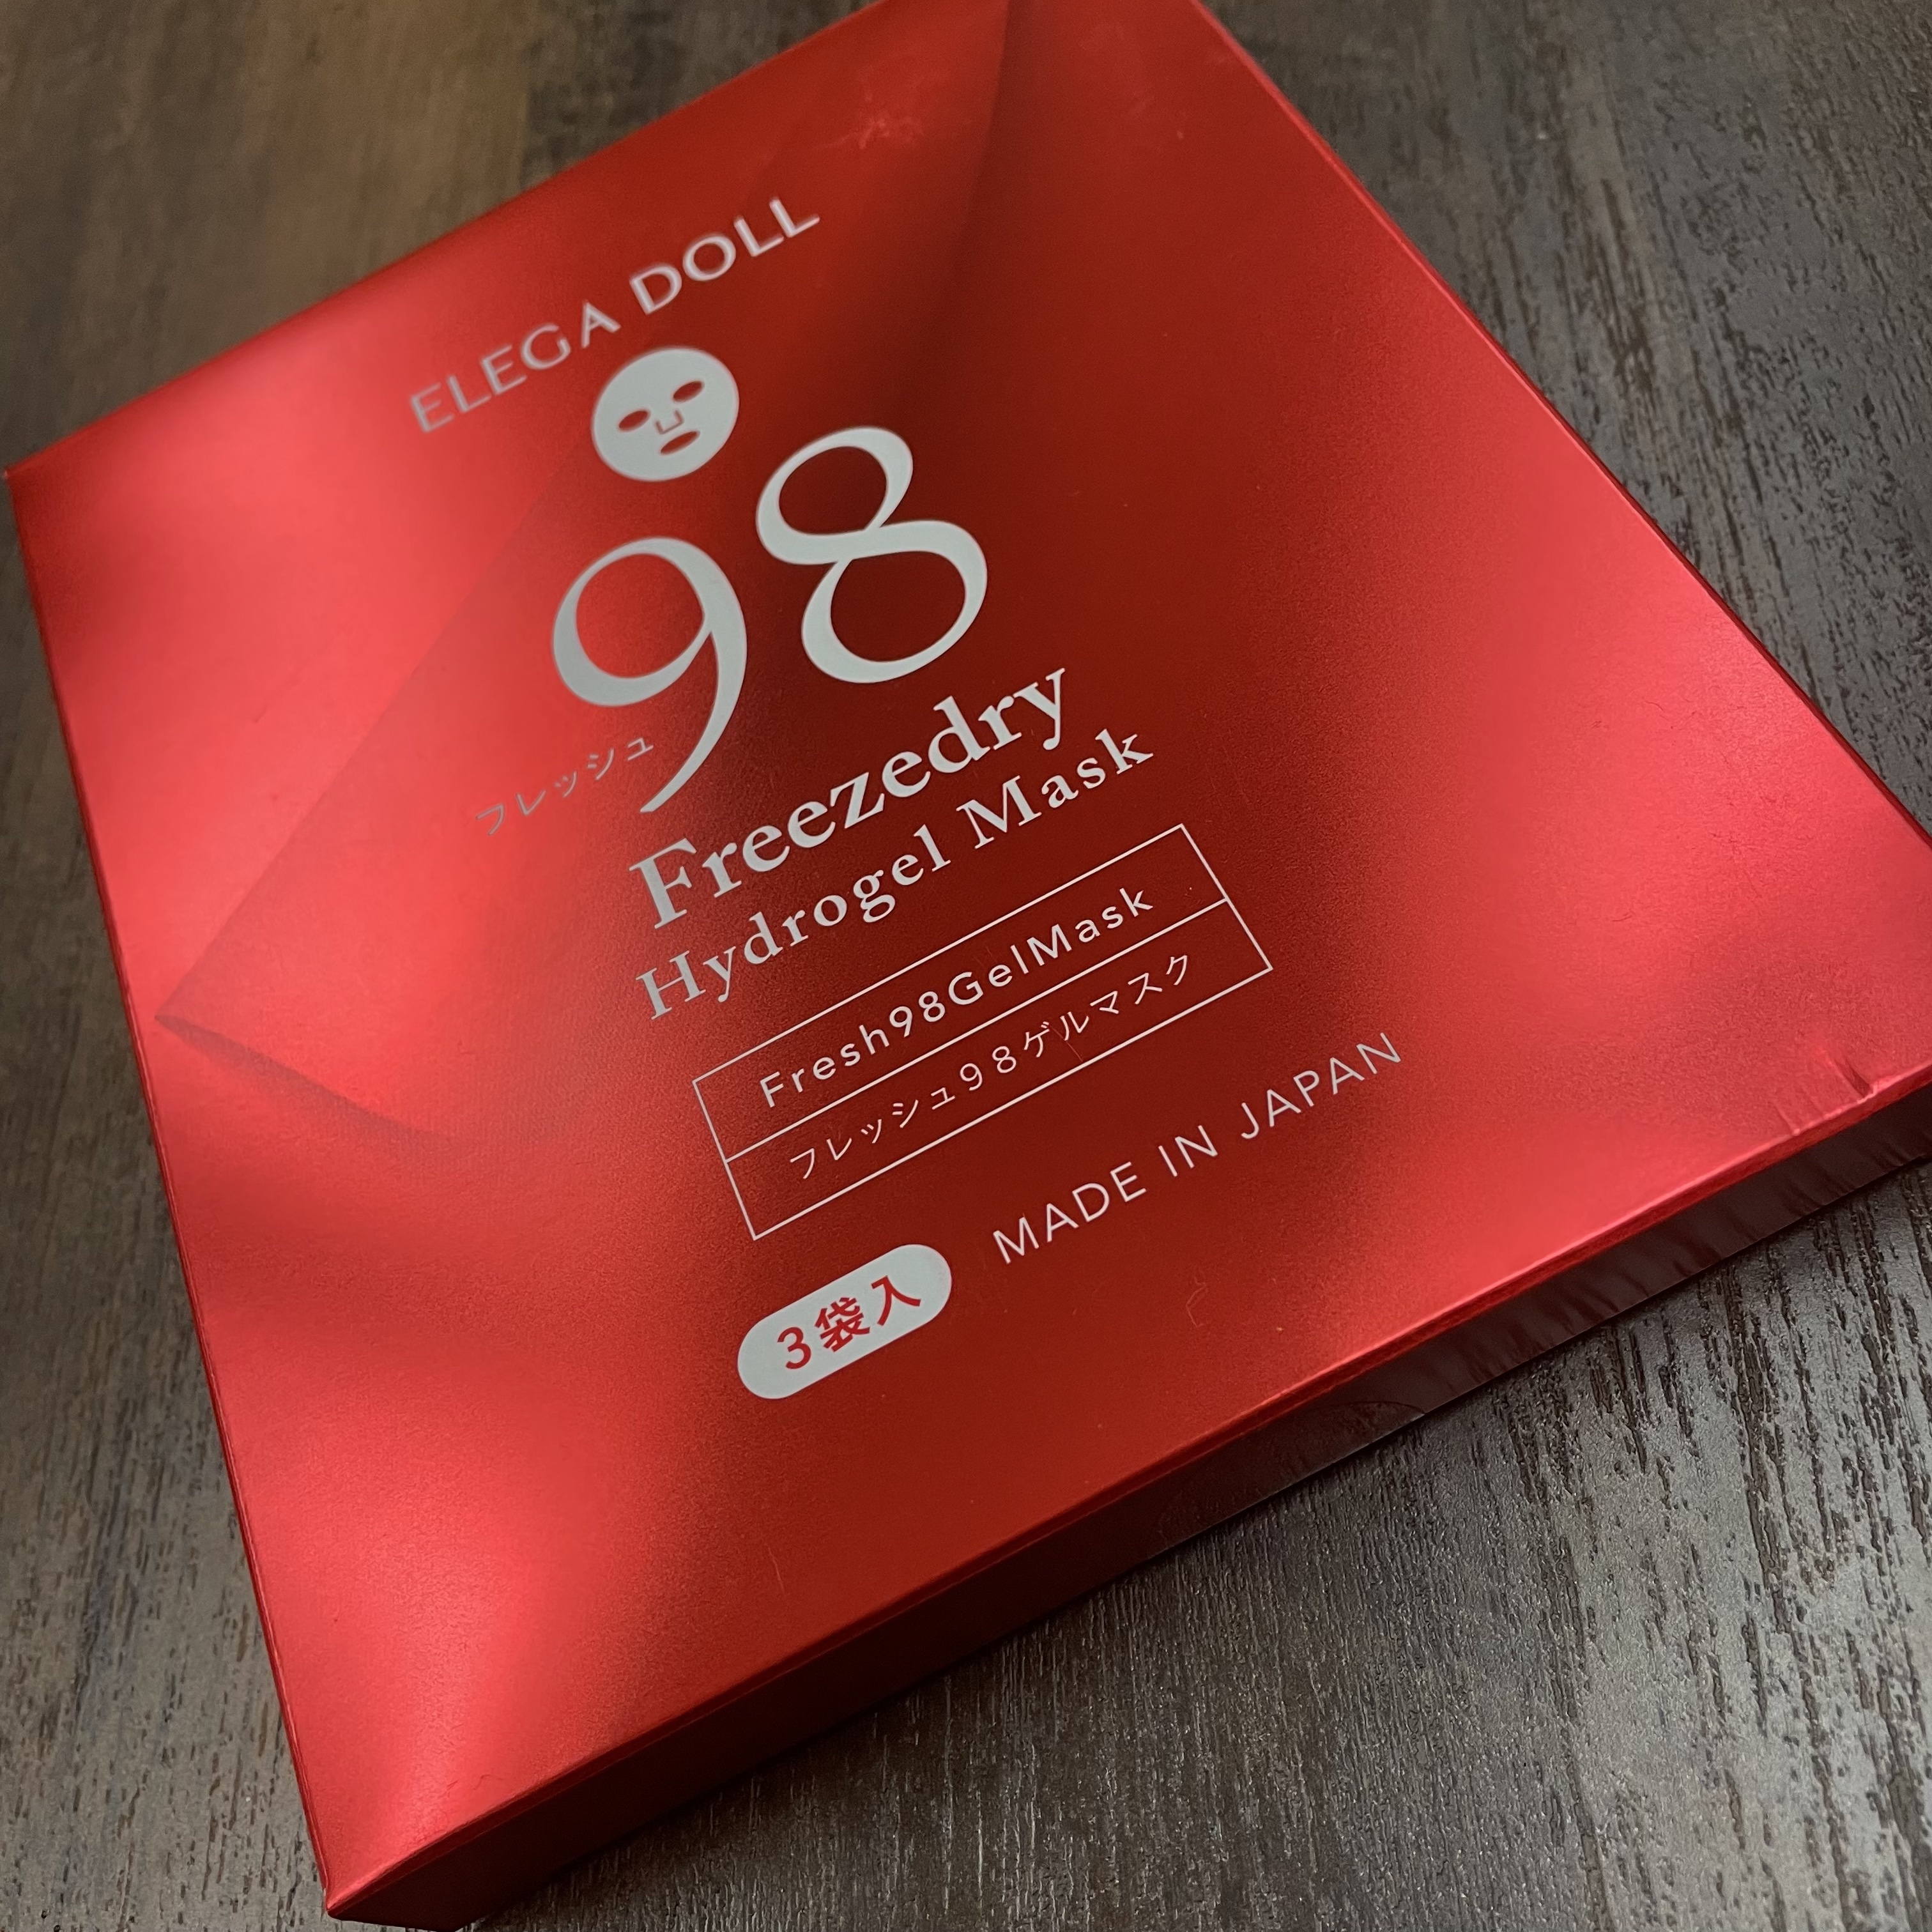 ELEGA DOLL
98
フレッシュ
Freezedry
Hydrogel Mask
Fresh98GelMask
フレッシュ98ゲルマスク
3袋入
MADE IN JAPAN